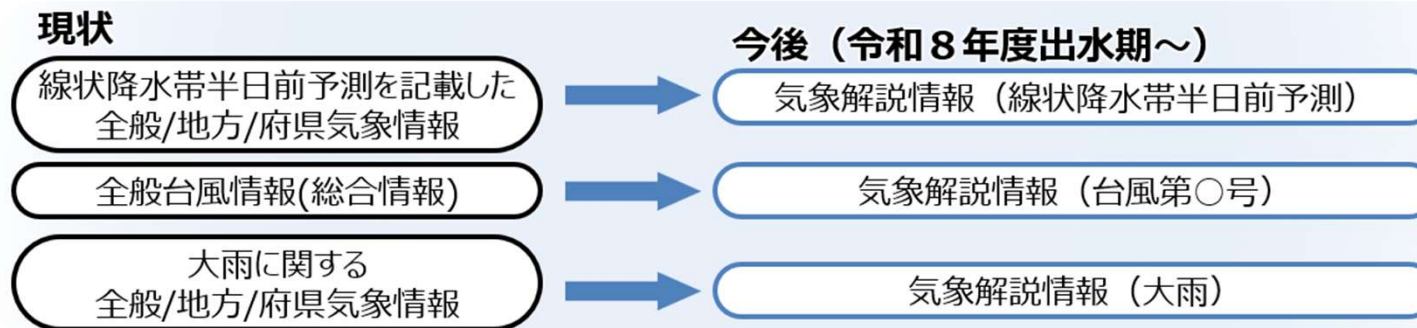 現状
今後（令和８年度出水期～）
線状降水帯半日前予測を記載した
全般/地方/府県気象情報
気象解説情報（線状降水帯半日前予測）
全般台風情報(総合情報)
気象解説情報（台風第○号）
大雨に関する
全般/地方/府県気象情報
気象解説情報（大雨）